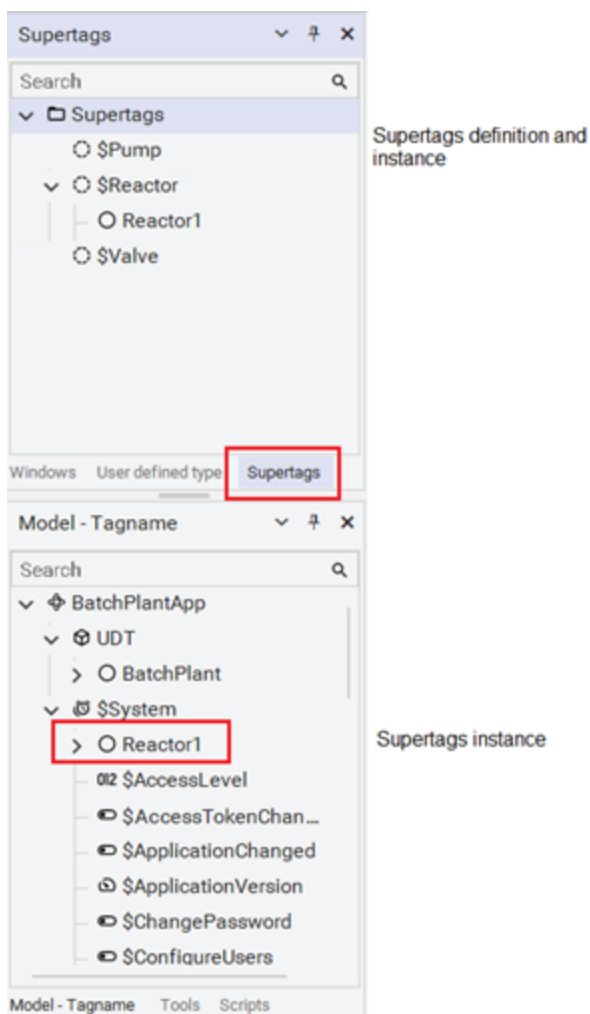 Supertags
Search
Supertags
$Pump
$Reactor
Reactor1
$Valve
Supertags definition and
instance
Windows User defined type Supertags
Model - Tagname
Search
BatchPlantApp
UDT
BatchPlant
$System
Reactor1
Supertags instance
012 $AccessLevel
$AccessTokenChan...
$ApplicationChanged
$ApplicationVersion
$ChangePassword
$ConfigureUsers
Model - Tagname Tools Scripts